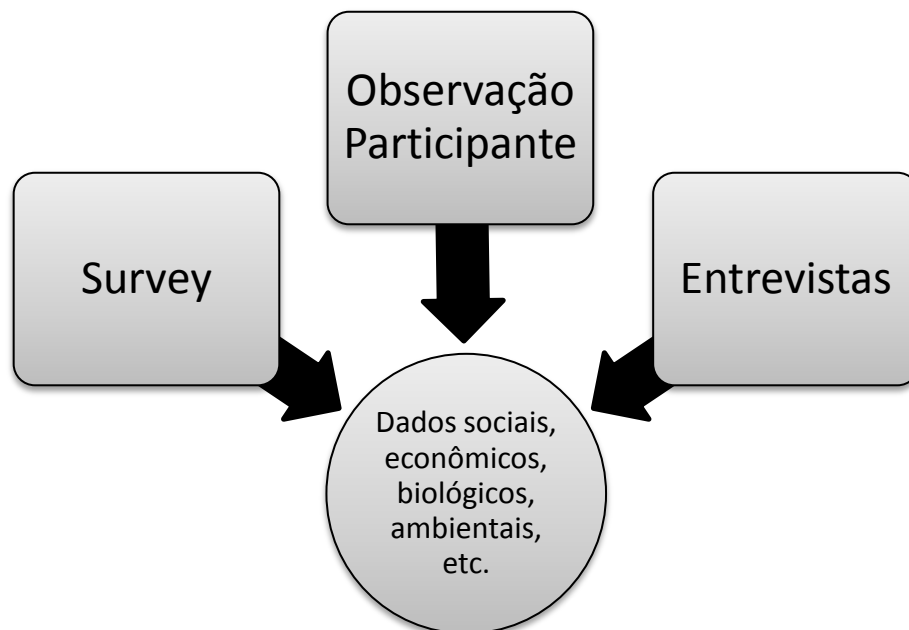 Observação
Participante
Survey
Entrevistas
Dados sociais,
econômicos,
biológicos,
ambientais,
etc.